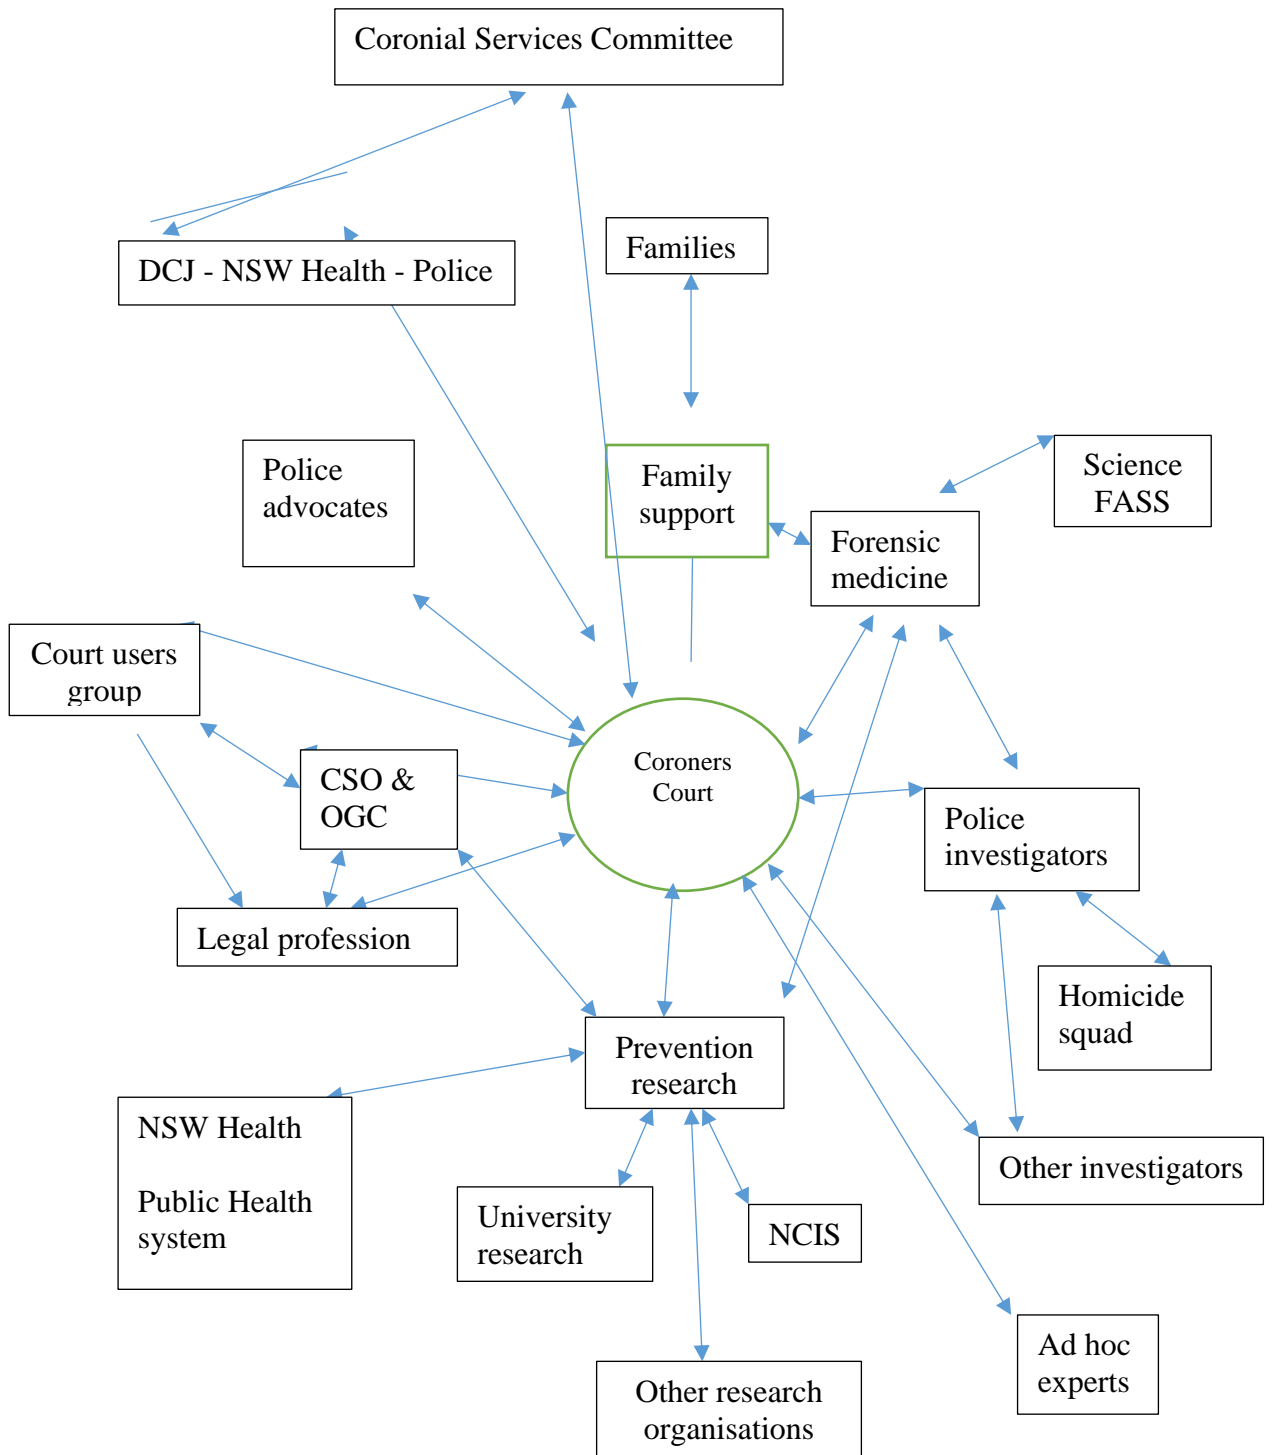 Coronial Services Committee
Families
DCJ - NSW Health - Police
Police
advocates
Family
support
Science
FASS
Forensic
medicine
Court users
group
CSO &
OGC
Coroners
Court
Police
investigators
Legal profession
Homicide
squad
Prevention
research
NSW Health
Public Health
system
University
research
NCIS
Other investigators
Ad hoc
experts
Other research
organisations